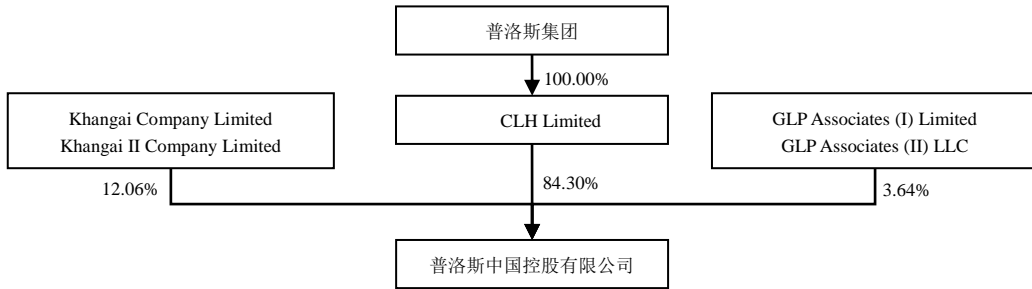 普洛斯集团
100.00%
Khangai Company Limited
Khangai II Company Limited
CLH Limited
GLP Associates (I) Limited
GLP Associates (II) LLC
12.06%
84.30%
3.64%
普洛斯中国控股有限公司